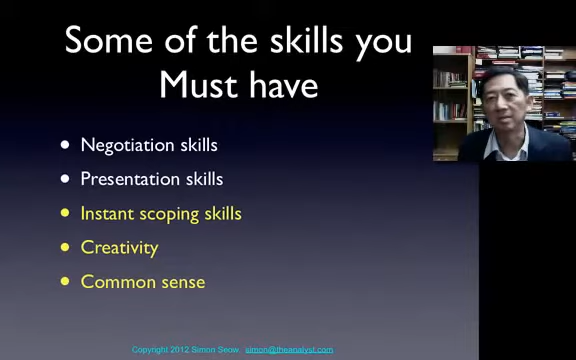 Some of the skills you
Must have
• Negotiation skills
• Presentation skills
• Instant scoping skills
• Creativity
• Common sense
Copyright 2012 Simon Seow simon@theanalyst.com